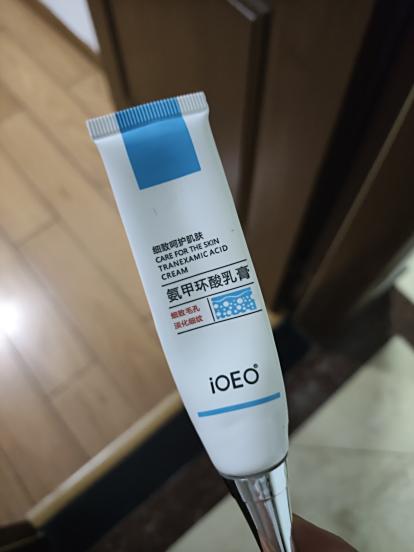 细致呵护肌肤
CARE FOR THE SKIN
TRANEXAMIC ACID
CREAM
氨甲环酸乳膏
细致毛孔
淡化细纹
iOEO®